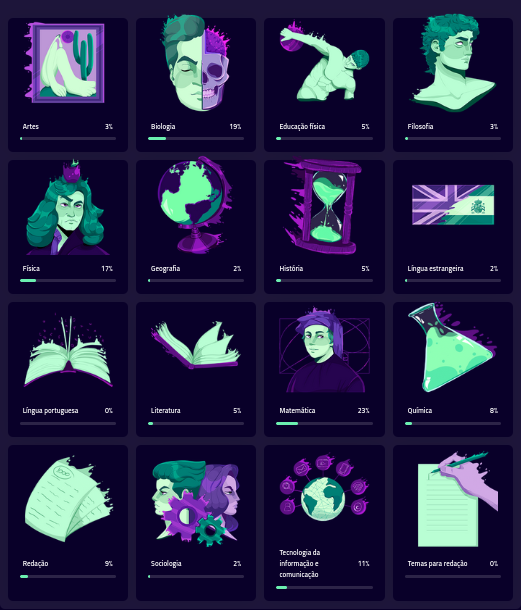 Artes 3%
Biologia 19%
Educação física 5%
Filosofia 3%
Física 17%
Geografia 2%
História 5%
Língua estrangeira 2%
Língua portuguesa 0%
Literatura 5%
Matemática 23%
Química 8%
Redação 9%
Sociologia 2%
Tecnologia da
informação e 11%
comunicação
Temas para redação 0%